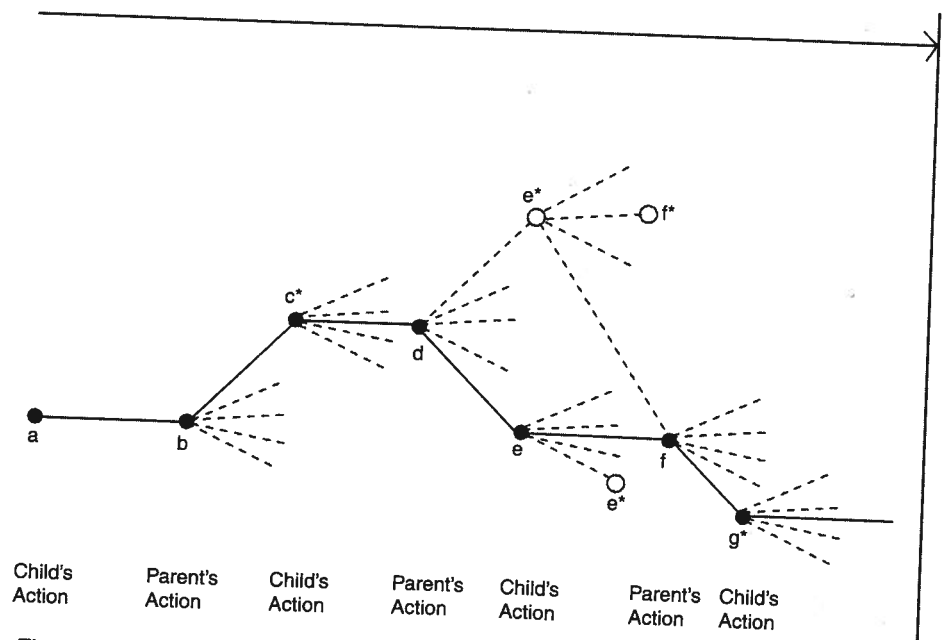 e*
f*
c*
d
a
b
e
f
e*
g*
Child's
Action
Parent's
Action
Child's
Action
Parent's
Action
Child's
Action
Parent's
Action
Child's
Action